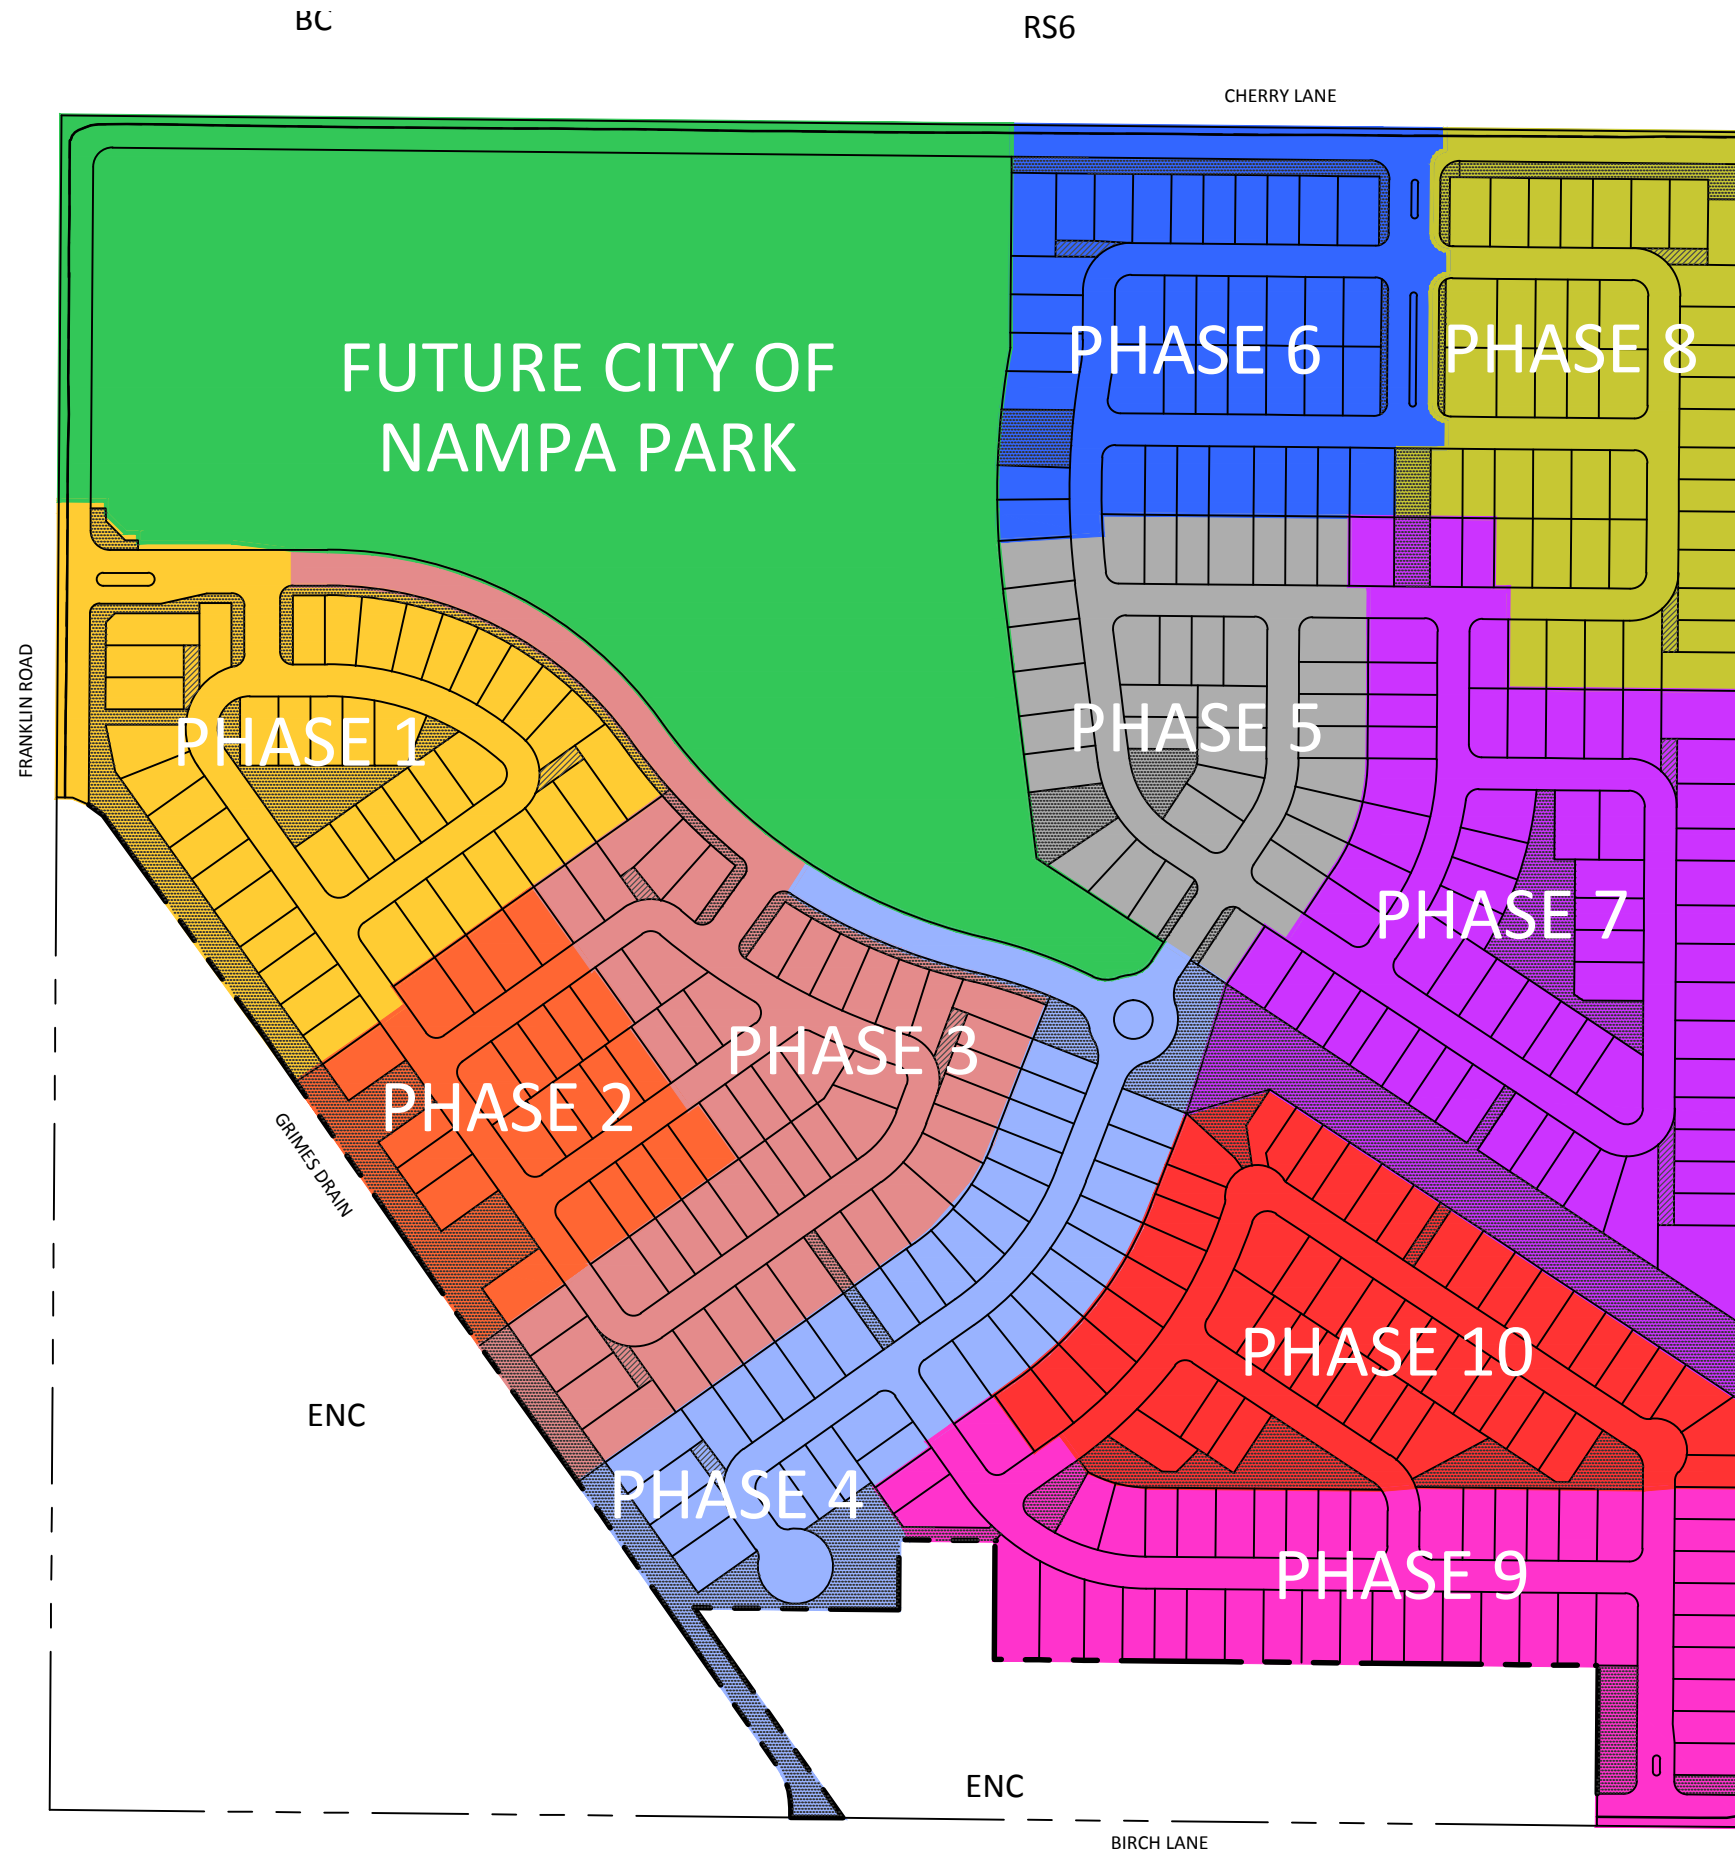 BC
RS6
CHERRY LANE
FUTURE CITY OF
NAMPA PARK
PHASE 6
PHASE 8
FRANKLIN ROAD
PHASE 1
PHASE 5
PHASE 7
PHASE 3
PHASE 2
GRIMES DRAIN
PHASE 10
ENC
PHASE 4
PHASE 9
ENC
BIRCH LANE